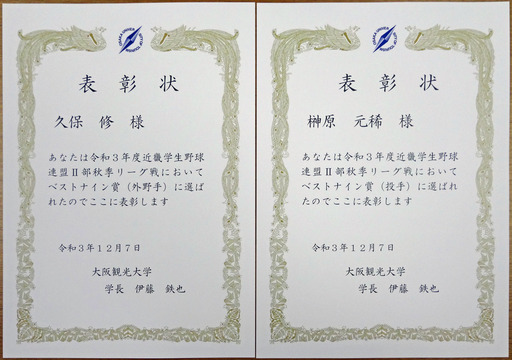 表彰状
久保 修 様
あなたは令和3年度近畿学生野球
連盟Ⅱ部秋季リーグ戦において
ベストナイン賞(外野手)に選ば
れたのでここに表彰します
令和3年12月7日
大阪観光大学
学長 伊藤 鉄也
表彰状
榊原 元稀 様
あなたは令和3年度近畿学生野球
連盟Ⅱ部秋季リーグ戦において
ベストナイン賞(投手)に選ばれ
たのでここに表彰します
令和3年12月7日
大阪観光大学
学長 伊藤 鉄也